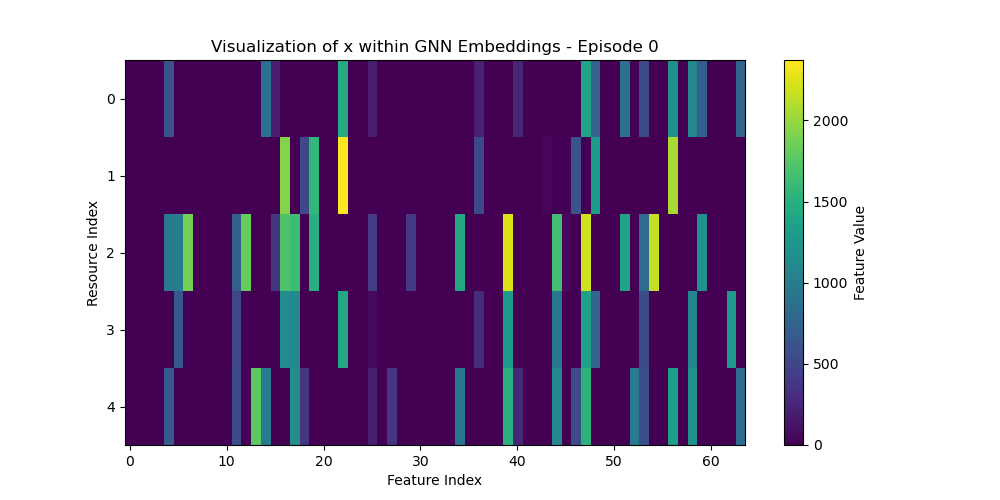 Visualization of x within GNN Embeddings - Episode 0
0
1
2
3
4
Resource Index
0 10 20 30 40 50 60
Feature Index
2000
1500
1000
500
0
Feature Value